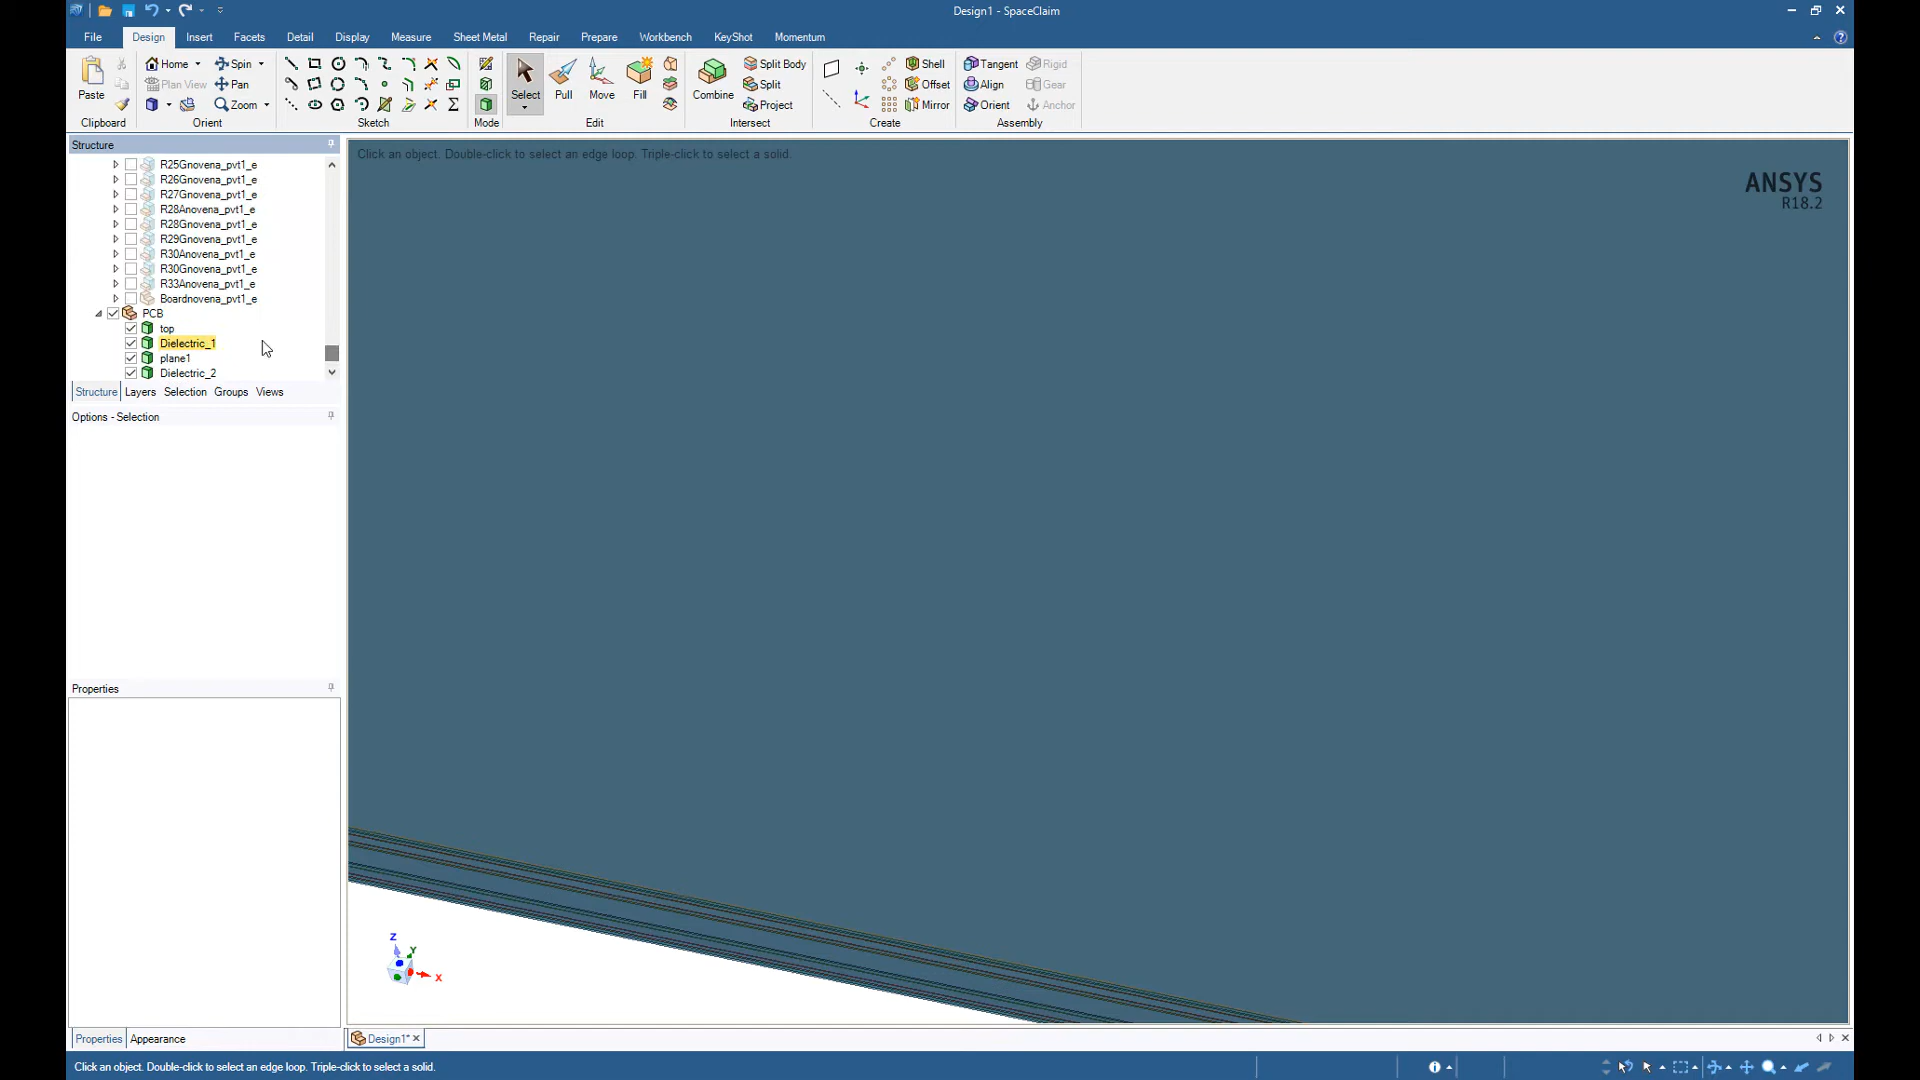 Design1 - SpaceClaim
File Design Insert Facets Detail Display Measure Sheet Metal Repair Prepare Workbench KeyShot Momentum
Paste
Clipboard
Home Spin
Plan View Pan
Zoom
Orient
Sketch
Mode
Select Pull Move Fill
Edit
Combine
Split Body
Split
Project
Intersect
Shell
Offset
Mirror
Create
Tangent Rigid
Align Gear
Orient Anchor
Assembly
Structure
R25Gnovena_pvt1_e
R26Gnovena_pvt1_e
R27Gnovena_pvt1_e
R28Anovena_pvt1_e
R28Gnovena_pvt1_e
R29Gnovena_pvt1_e
R30Anovena_pvt1_e
R30Gnovena_pvt1_e
R33Anovena_pvt1_e
Boardnovena_pvt1_e
PCB
top
Dielectric_1
plane1
Dielectric_2
Structure Layers Selection Groups Views
Options - Selection
Properties
Properties Appearance
Click an object. Double-click to select an edge loop. Triple-click to select a solid.
ANSYS
R18.2
Z
Y
X
Design1*
Click an object. Double-click to select an edge loop. Triple-click to select a solid.